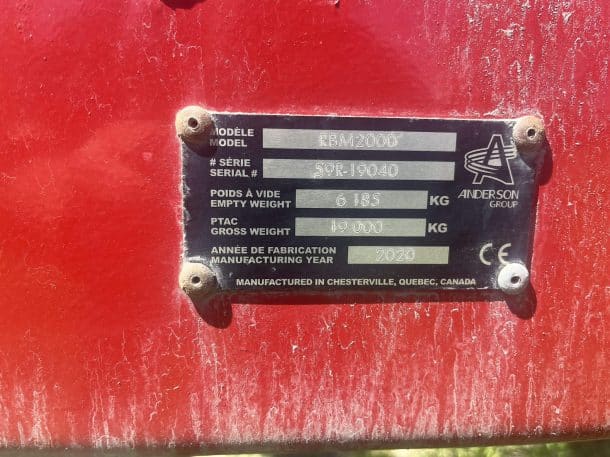 MODÈLE
MODEL
RBM2000
# SÉRIE
SERIAL #
59R-19040
POIDS À VIDE
EMPTY WEIGHT
6 185
KG
PTAC
GROSS WEIGHT
19 000
KG
ANNÉE DE FABRICATION
MANUFACTURING YEAR
2020
ANDERSON
GROUP
CE
MANUFACTURED IN CHESTERVILLE, QUEBEC, CANADA